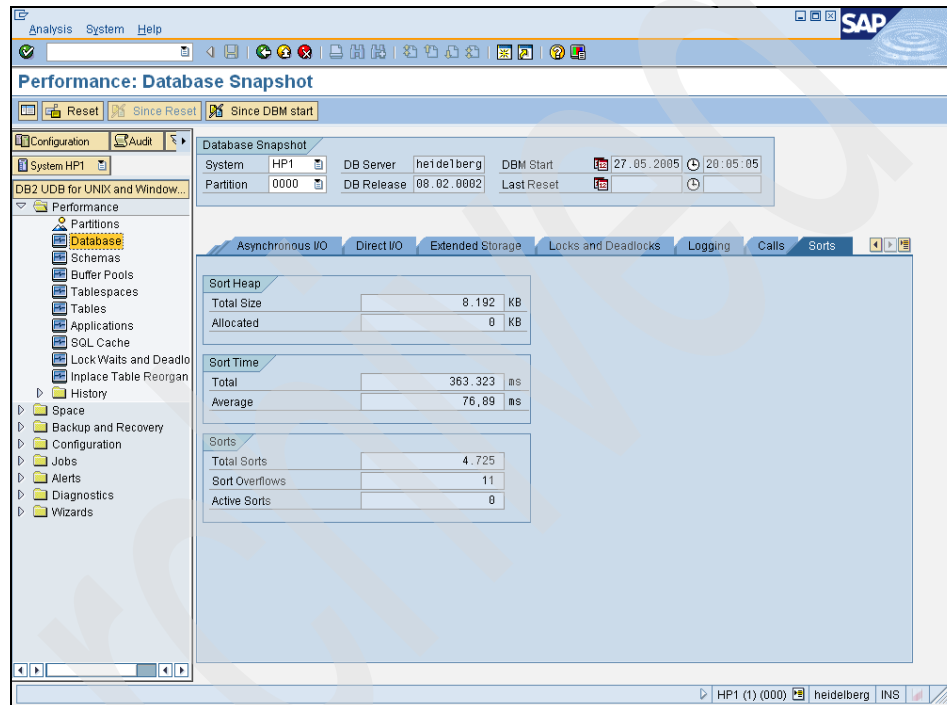 Analysis System Help
SAP
Performance: Database Snapshot
Reset Since Reset Since DBM start
Configuration Audit
System HP1
DB2 UDB for UNIX and Window...
Performance
Partitions
Database
Schemas
Buffer Pools
Tablespaces
Tables
Applications
SQL Cache
Lock Waits and Deadlo
Inplace Table Reorgan
History
Space
Backup and Recovery
Configuration
Jobs
Alerts
Diagnostics
Wizards
Database Snapshot
System HP1 DB Server heidelberg DBM Start 27.05.2005 20:05:05
Partition 0000 DB Release 08.02.0002 Last Reset
Asynchronous I/O Direct I/O Extended Storage Locks and Deadlocks Logging Calls Sorts
Sort Heap
Total Size 8.192 KB
Allocated 0 KB
Sort Time
Total 363.323 ms
Average 76,89 ms
Sorts
Total Sorts 4.725
Sort Overflows 11
Active Sorts 0
HP1 (1) (000) heidelberg INS